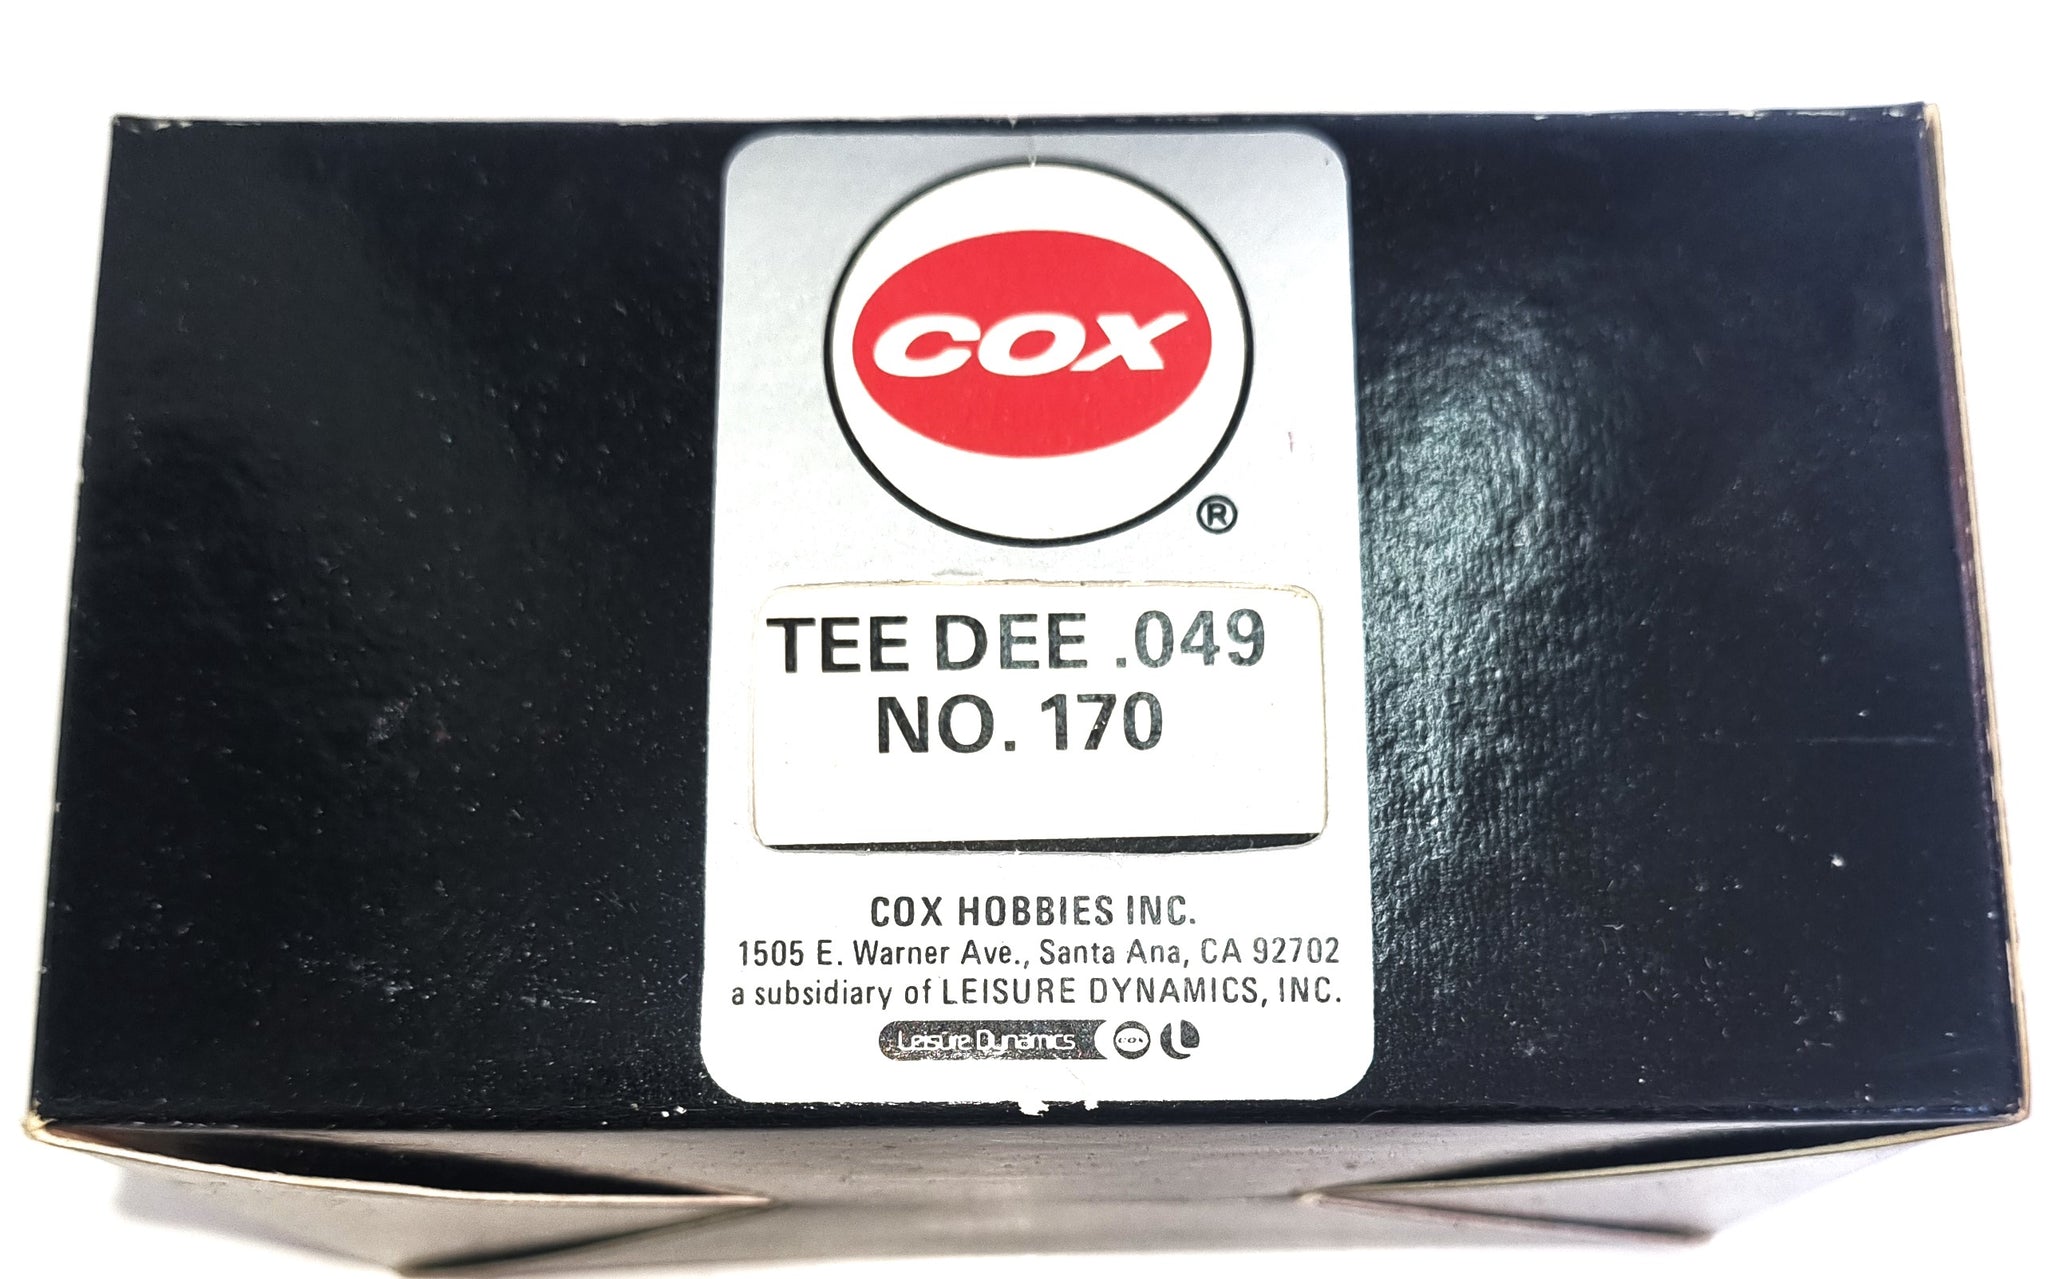 COX
®
TEE DEE .049
NO. 170
COX HOBBIES INC.
1505 E. Warner Ave., Santa Ana, CA 92702
a subsidiary of LEISURE DYNAMICS, INC.
Leisure Dynamics COX L